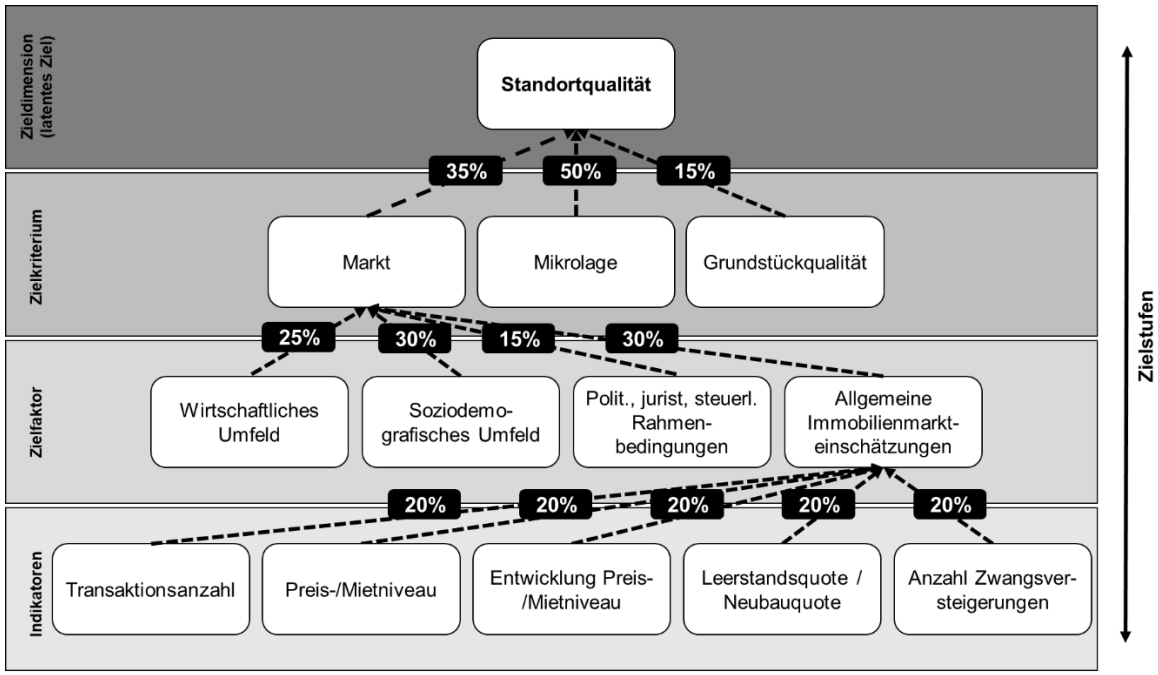 Zieldimension
(latentes Ziel)
Standortqualität
35%
50%
15%
Zielkriterium
Markt
Mikrolage
Grundstückqualität
25%
30%
15%
30%
Zielfaktor
Wirtschaftliches
Umfeld
Soziodemo-
grafisches Umfeld
Polit., jurist, steuerl.
Rahmen-
bedingungen
Allgemeine
Immobilienmarkt-
einschätzungen
20%
20%
20%
20%
20%
Indikatoren
Transaktionsanzahl
Preis-/Mietniveau
Entwicklung Preis-
/Mietniveau
Leerstandsquote /
Neubauquote
Anzahl Zwangsver-
steigerungen
Zielstufen